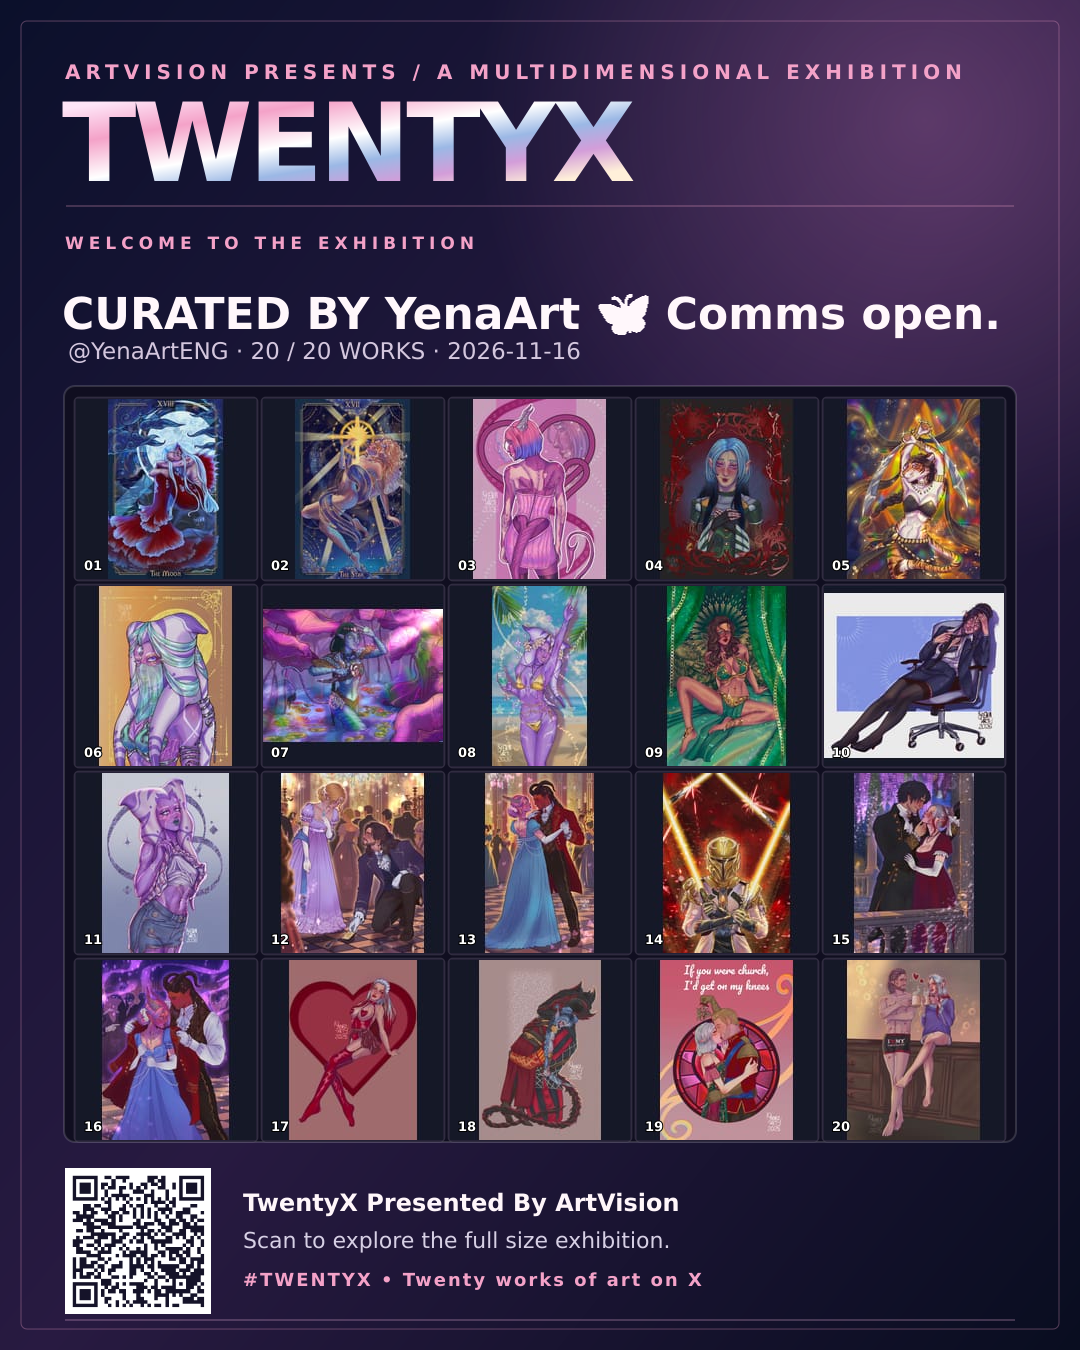 ARTVISION PRESENTS / A MULTIDIMENSIONAL EXHIBITION
TWENTYX
WELCOME TO THE EXHIBITION
CURATED BY YenaArt 🦋 Comms open.
@YenaArtENG · 20 / 20 WORKS · 2026-11-16
XVIII
THE MOON
01
XVII
THE STAR
02
03
04
05
06
07
08
09
10
11
12
13
14
15
16
17
18
If you were church,
I'd get on my knees
19
20
TwentyX Presented By ArtVision
Scan to explore the full size exhibition.
#TWENTYX • Twenty works of art on X